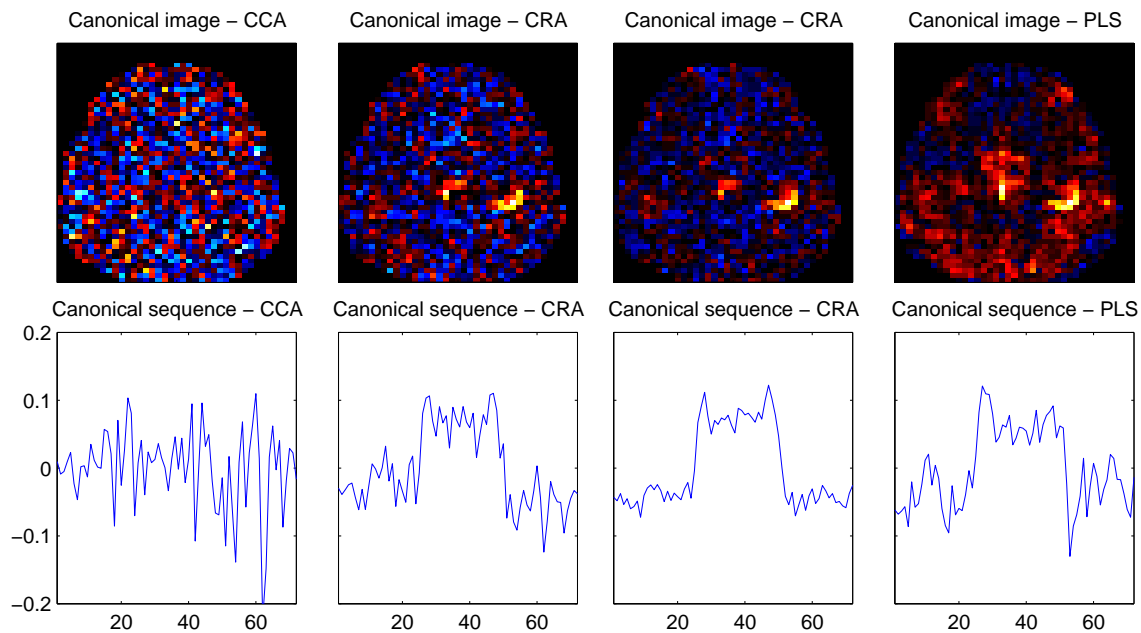 Canonical image − CCA
Canonical image − CRA
Canonical image − CRA
Canonical image − PLS
Canonical sequence − CCA
Canonical sequence − CRA
Canonical sequence − CRA
Canonical sequence − PLS
0.2
0.1
0
−0.1
−0.2
20 40 60
20 40 60
20 40 60
20 40 60